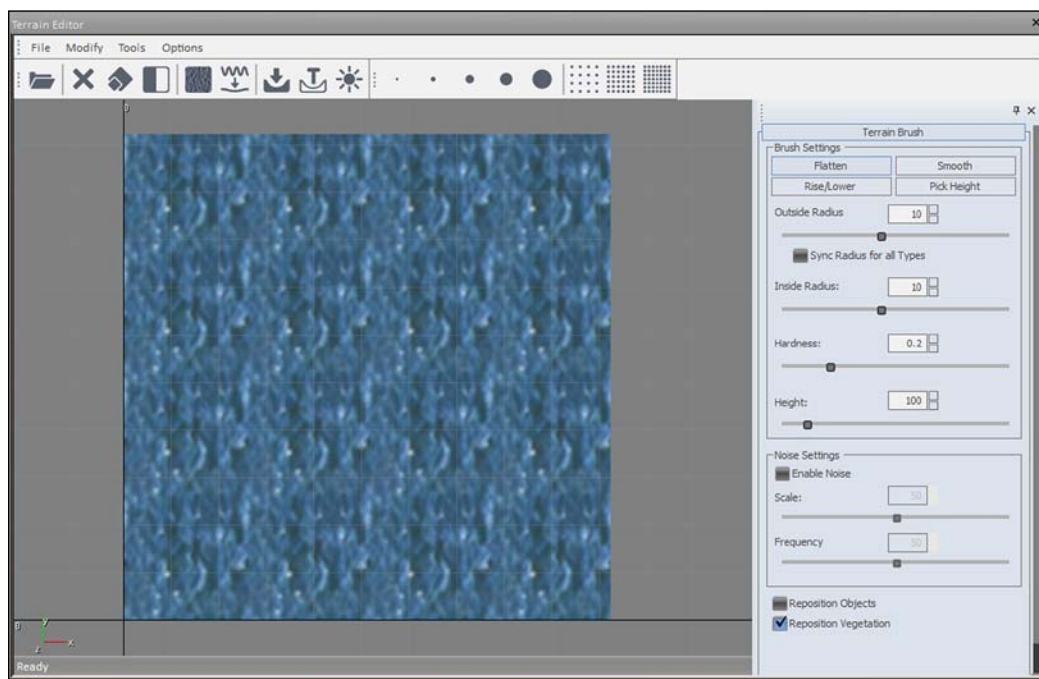 Terrain Editor
File Modify Tools Options
0
Terrain Brush
Brush Settings
Flatten Smooth
Rise/Lower Pick Height
Outside Radius 10
Sync Radius for all Types
Inside Radius: 10
Hardness: 0.2
Height: 100
Noise Settings
Enable Noise
Scale: 50
Frequency 50
Reposition Objects
Reposition Vegetation
0
y
x
z
Ready